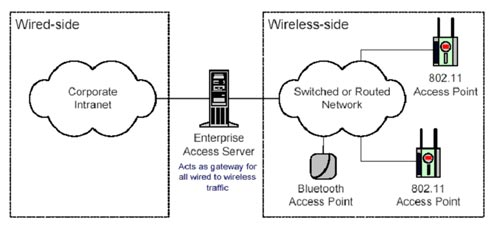 Wired-side
Corporate
Intranet
Enterprise
Access Server
Acts as gateway for
all wired to wireless
traffic
Wireless-side
Switched or Routed
Network
802.11
Access Point
Bluetooth
Access Point
802.11
Access Point